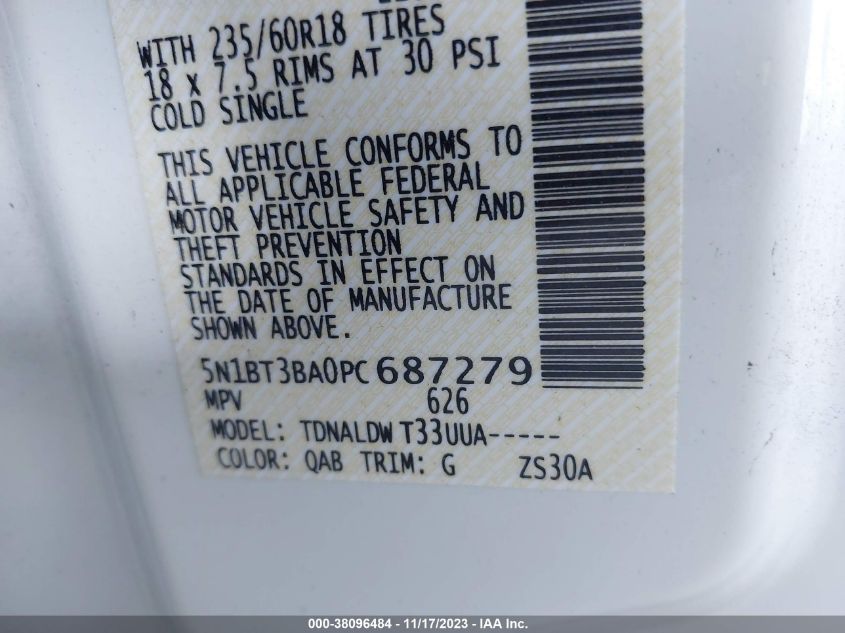 WITH 235/60R18 TIRES
18 x 7.5 RIMS AT 30 PSI
COLD SINGLE
THIS VEHICLE CONFORMS TO
ALL APPLICABLE FEDERAL
MOTOR VEHICLE SAFETY AND
THEFT PREVENTION
STANDARDS IN EFFECT ON
THE DATE OF MANUFACTURE
SHOWN ABOVE.
5N1BT3BA0PC687279
MPV 626
MODEL: TDNALDW T33UUA-----
COLOR: QAB TRIM: G ZS30A
000-38096484 - 11/17/2023 - IAA Inc.